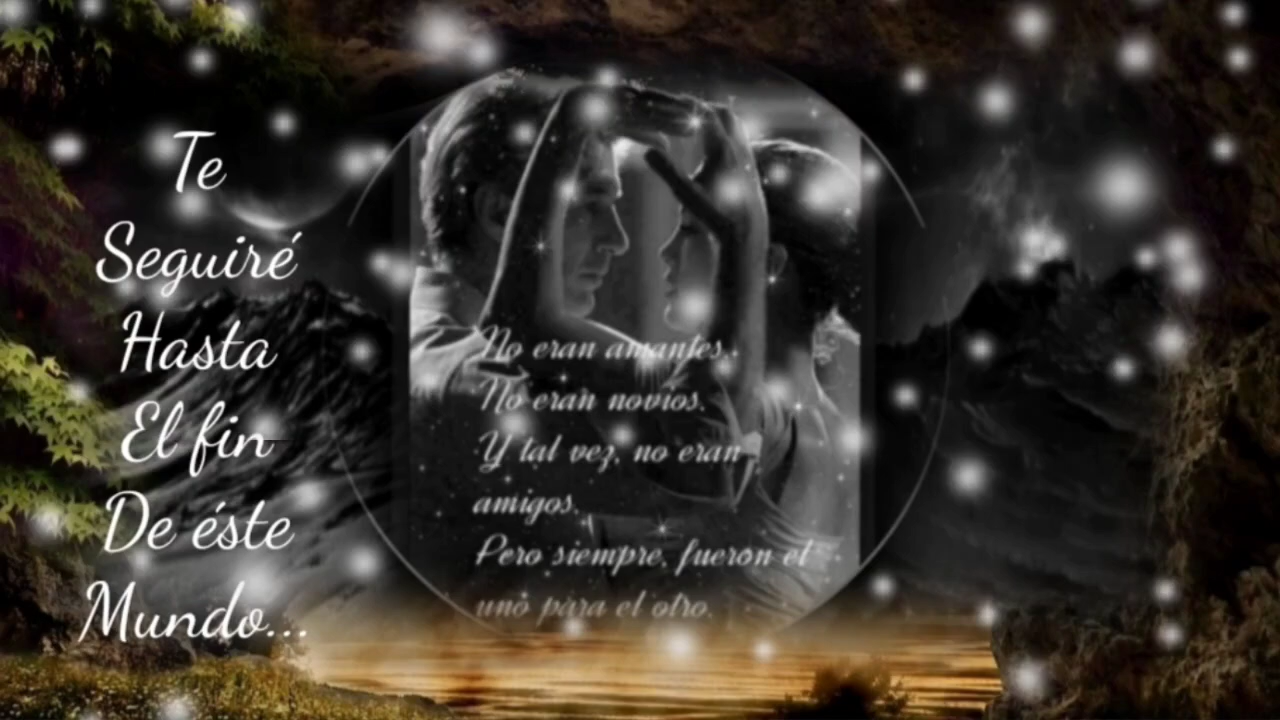 Te
Seguiré
Hasta
El fin
De éste
Mundo...
No eran amantes.
No eran novios.
Y tal vez, no eran
amigos.
Pero siempre, fueron el
uno para el otro.